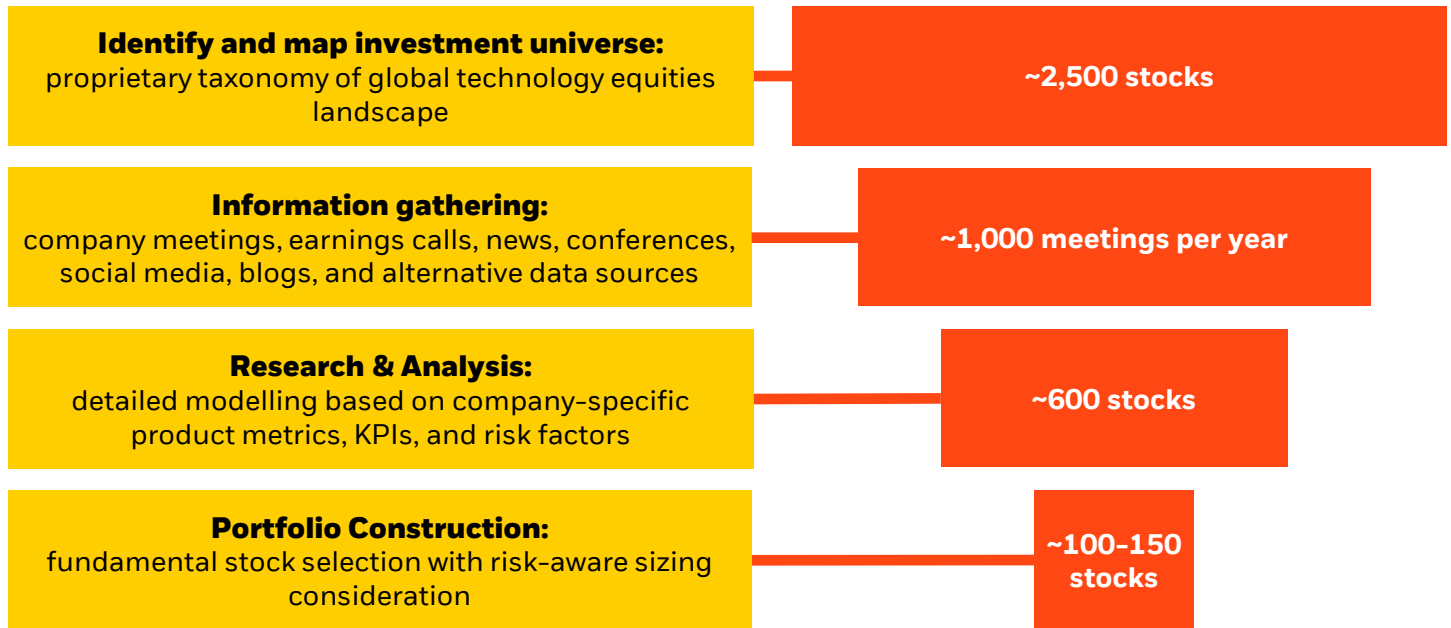 Identify and map investment universe:
proprietary taxonomy of global technology equities
landscape
~2,500 stocks
Information gathering:
company meetings, earnings calls, news, conferences,
social media, blogs, and alternative data sources
~1,000 meetings per year
Research & Analysis:
detailed modelling based on company-specific
product metrics, KPIs, and risk factors
~600 stocks
Portfolio Construction:
fundamental stock selection with risk-aware sizing
consideration
~100-150
stocks